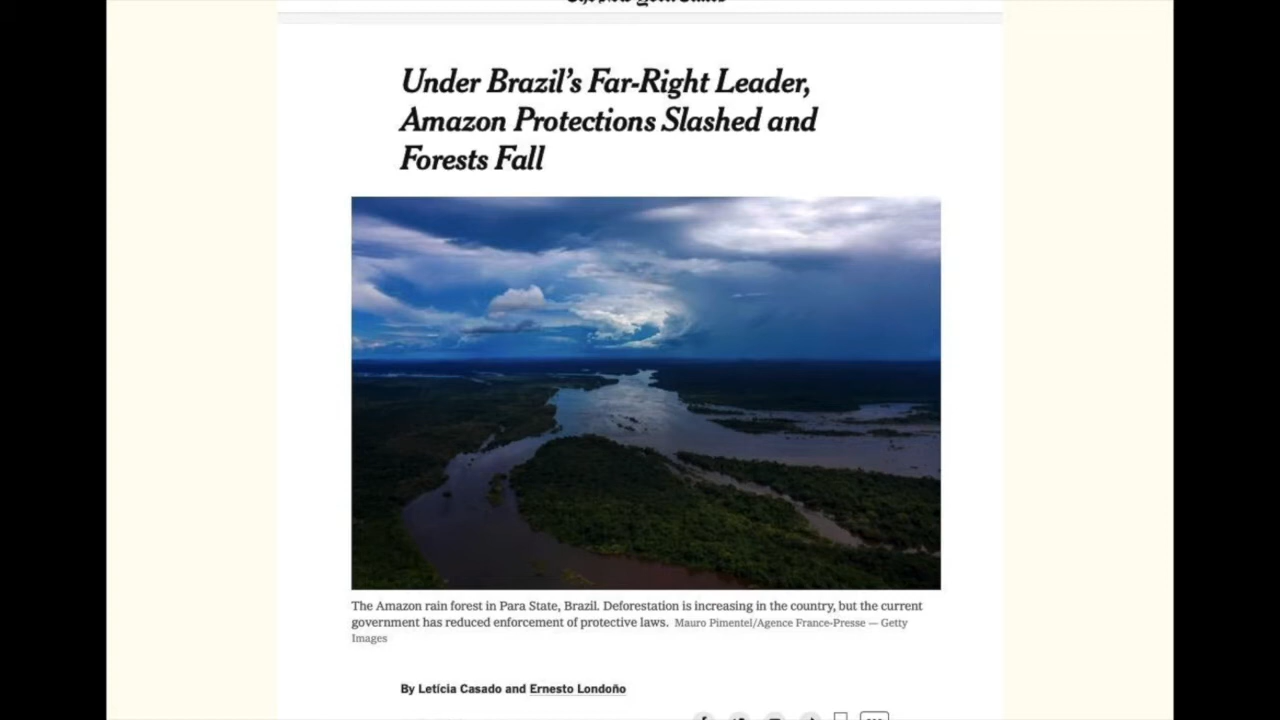 Under Brazil’s Far-Right Leader,
Amazon Protections Slashed and
Forests Fall
The Amazon rain forest in Para State, Brazil. Deforestation is increasing in the country, but the current
government has reduced enforcement of protective laws. Mauro Pimentel/Agence France-Presse — Getty
Images
By Letícia Casado and Ernesto Londoño